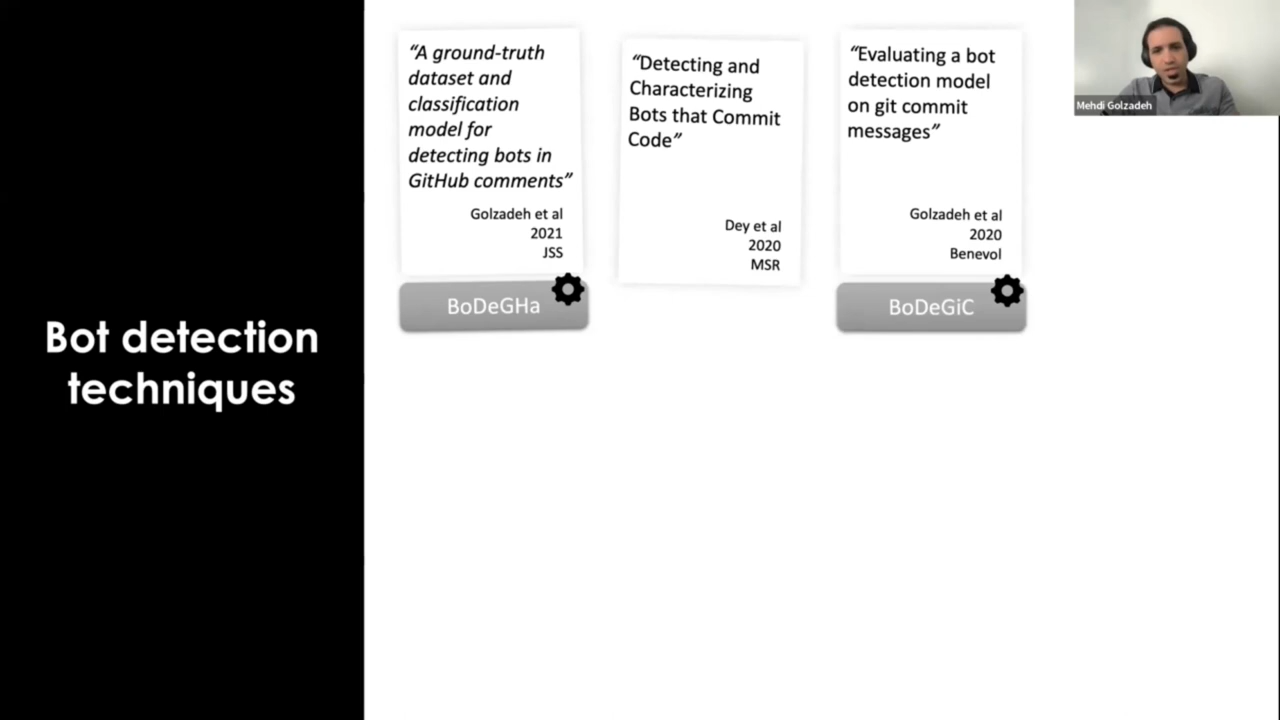 Bot detection
techniques
“A ground-truth
dataset and
classification
model for
detecting bots in
GitHub comments”
Golzadeh et al
2021
JSS
BoDeGHa
“Detecting and
Characterizing
Bots that Commit
Code”
Dey et al
2020
MSR
“Evaluating a bot
detection model
on git commit
messages”
Golzadeh et al
2020
Benevol
BoDeGiC
Mehdi Golzadeh